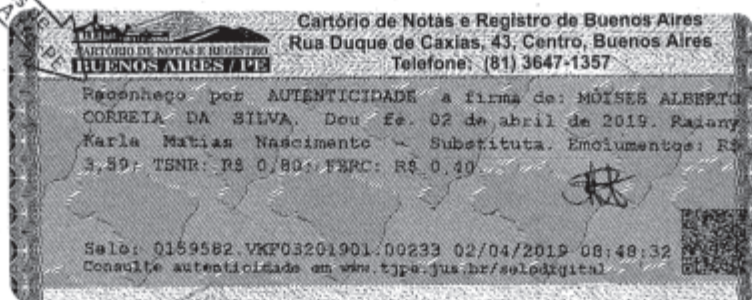 Cartório de Notas e Registro de Buenos Aires
Rua Duque de Caxias, 43, Centro, Buenos Aires
Telefone: (81) 3647-1357
CARTÓRIO DE NOTAS E REGISTRO
BUENOS AIRES / PE
Reconheço por AUTENTICIDADE a firma de: MOISES ALBERTO
CORREIA DA SILVA. Dou fé. 02 de abril de 2019. Raiany
Karla Matias Nascimento - Substituta. Emolumentos: R$
3,59; TSNR: R$ 0,80; FERC: R$ 0,40
Selo: 0159582.VKF03201901.00233 02/04/2019 08:48:32
Consulte autenticidade em www.tjpe.jus.br/selodigital